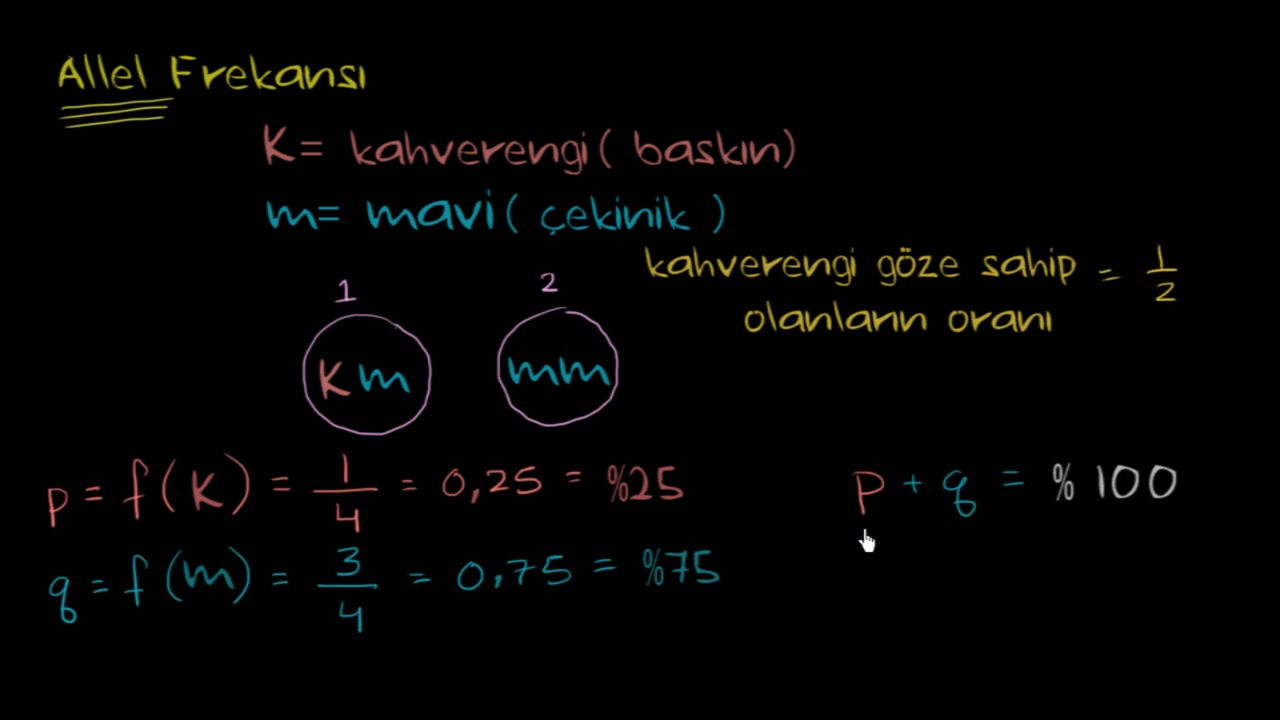 Allel Frekansı
K = kahverengi ( baskın)
m = mavi ( çekinik )
kahverengi göze sahip olanların oranı = 1/2
1 2
Km mm
p = f(K) = 1/4 = 0,25 = %25
p + q = %100
q = f(m) = 3/4 = 0,75 = %75